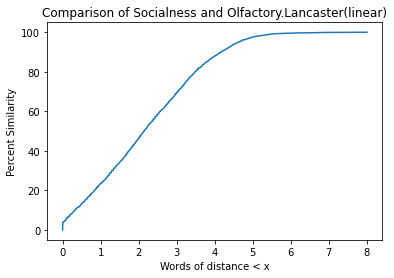 Comparison of Socialness and Olfactory.Lancaster(linear)
100
80
60
40
20
0
Percent Similarity
0 1 2 3 4 5 6 7 8
Words of distance < x